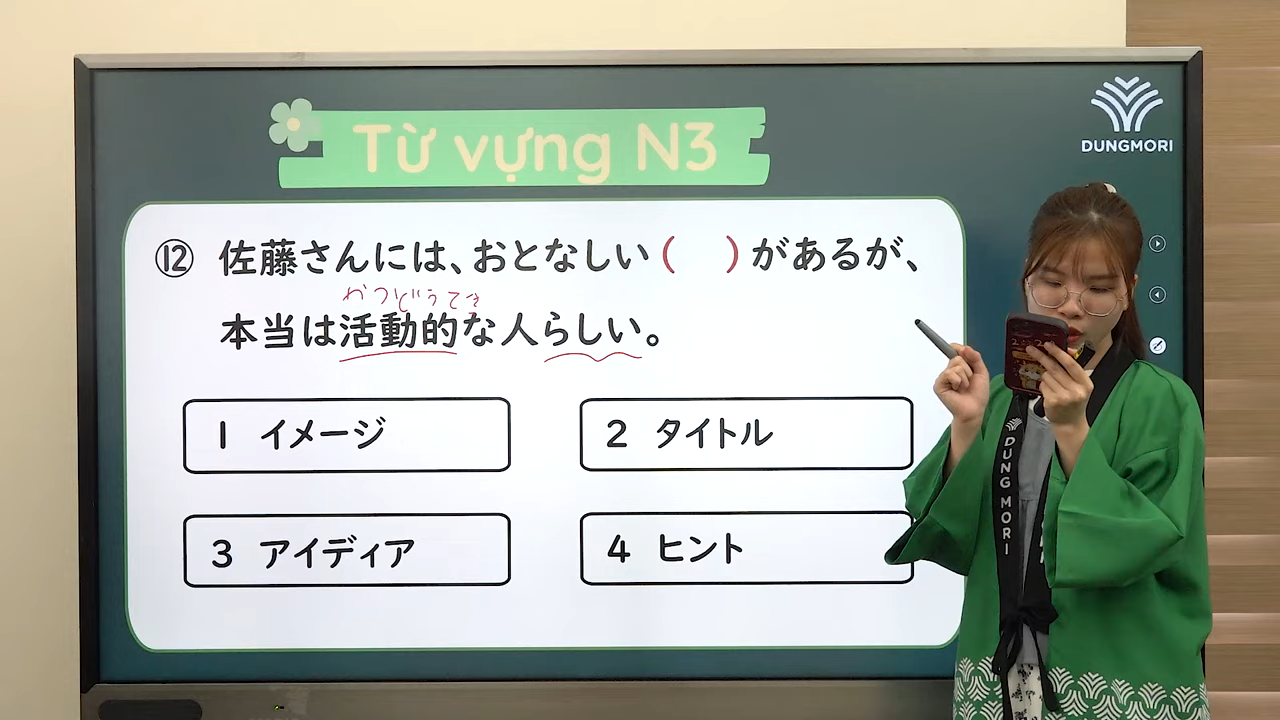 Từ vựng N3
DUNGMORI
⑫ 佐藤さんには、おとなしい( )があるが、
かつどうてき
本当は活動的な人らしい。
1 イメージ
2 タイトル
3 アイディア
4 ヒント
DUNG MORI